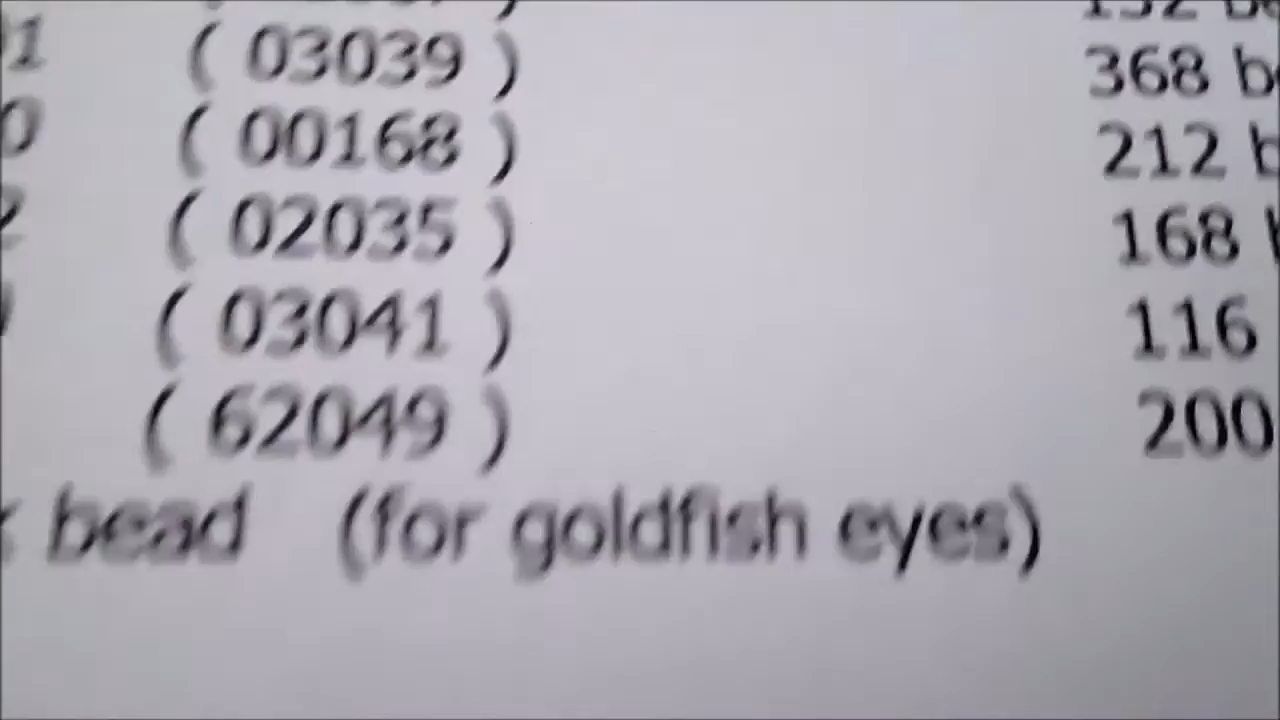 ( 03039 ) 368
( 00168 ) 212
( 02035 ) 168
( 03041 ) 116
( 62049 ) 200
bead (for goldfish eyes)